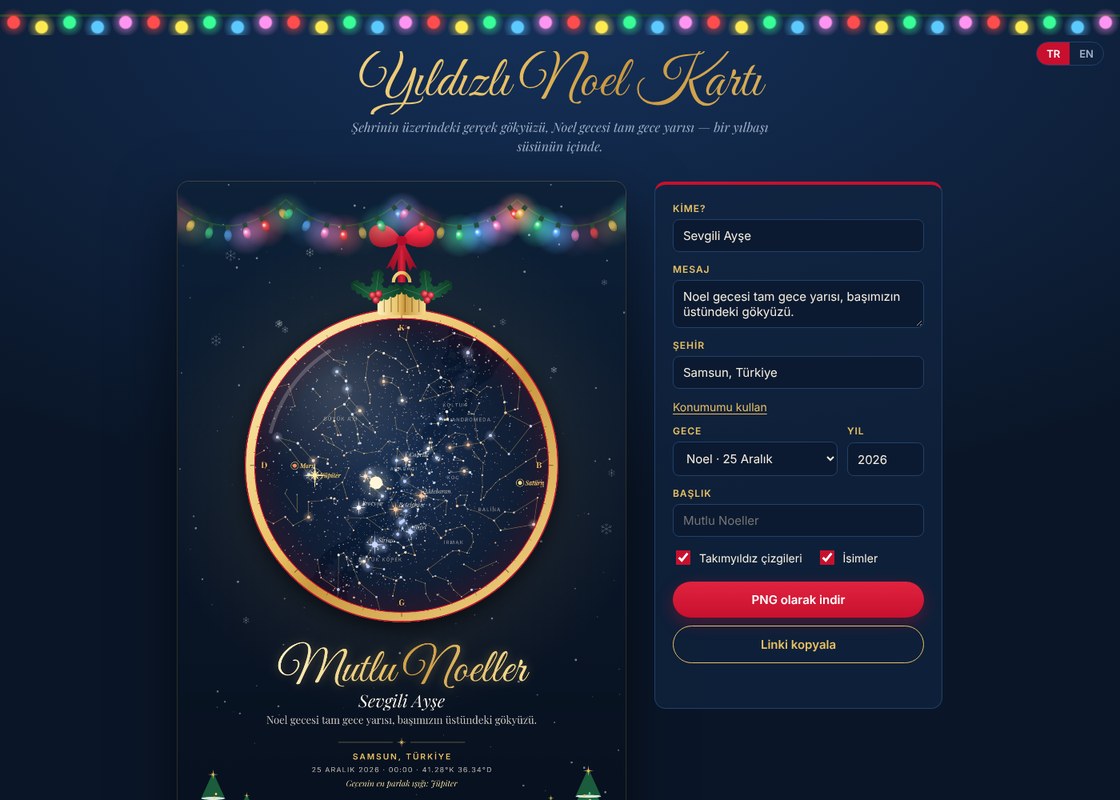 TR EN
Yıldızlı Noel Kartı
Şehrinin üzerindeki gerçek gökyüzü, Noel gecesi tam gece yarısı — bir yılbaşı
süsünün içinde.
K
D
B
G
Mars
Jüpiter
Satürn
ANDROMEDA
BALİNA
IRMAK
Mutlu Noeller
Sevgili Ayşe
Noel gecesi tam gece yarısı, başımızın üstündeki gökyüzü.
SAMSUN, TÜRKİYE
25 ARALIK 2026 · 00:00 · 41.28°K 36.34°D
Gecenin en parlak ışığı: Jüpiter
KİME?
Sevgili Ayşe
MESAJ
Noel gecesi tam gece yarısı, başımızın
üstündeki gökyüzü.
ŞEHİR
Samsun, Türkiye
Konumumu kullan
GECE YIL
Noel · 25 Aralık 2026
BAŞLIK
Mutlu Noeller
Takımyıldız çizgileri İsimler
PNG olarak indir
Linki kopyala